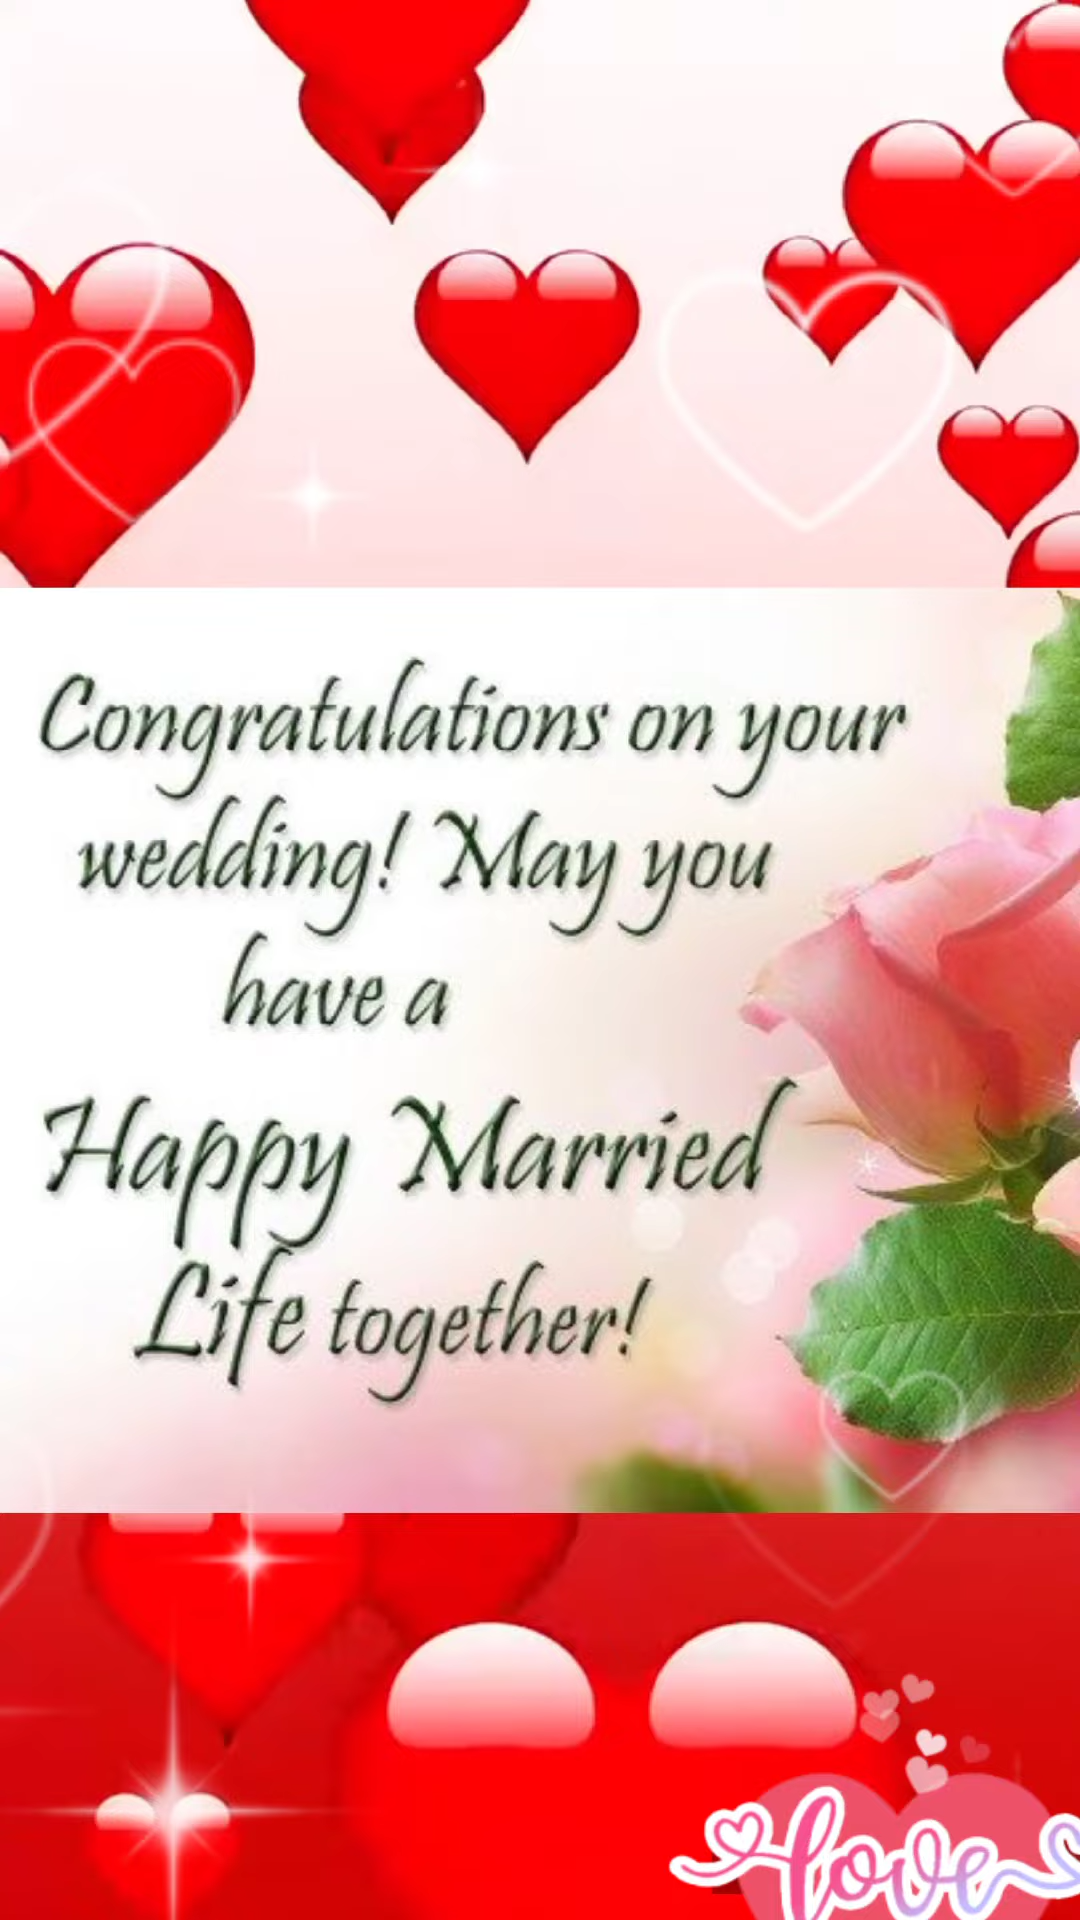 Congratulations on your
wedding! May you
have a
Happy Married
Life together!
love